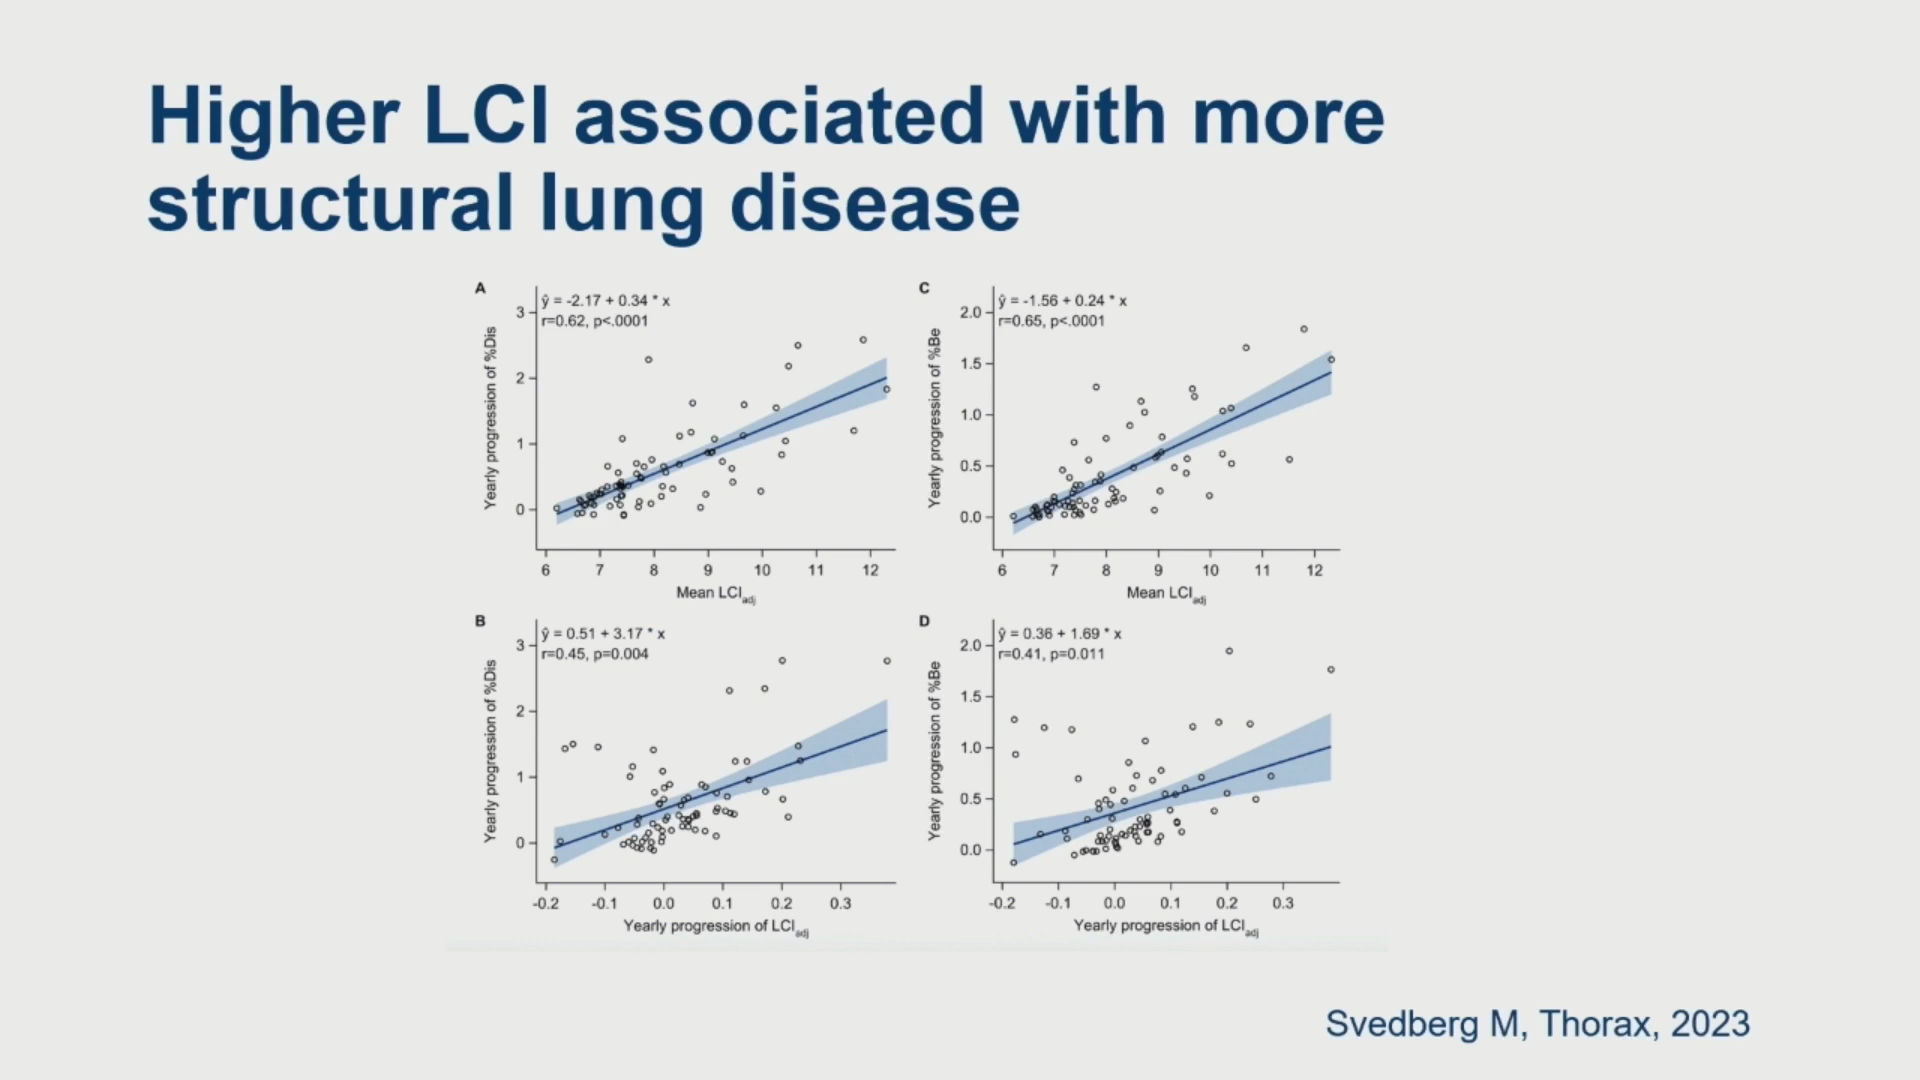 Higher LCI associated with more
structural lung disease
A
ŷ = -2.17 + 0.34 * x
r=0.62, p<.0001
Yearly progression of %Dis
3
2
1
0
6 7 8 9 10 11 12
Mean LCIadj
C
ŷ = -1.56 + 0.24 * x
r=0.65, p<.0001
Yearly progression of %Be
2.0
1.5
1.0
0.5
0.0
6 7 8 9 10 11 12
Mean LCIadj
B
ŷ = 0.51 + 3.17 * x
r=0.45, p=0.004
Yearly progression of %Dis
3
2
1
0
-0.2 -0.1 0.0 0.1 0.2 0.3
Yearly progression of LCIadj
D
ŷ = 0.36 + 1.69 * x
r=0.41, p=0.011
Yearly progression of %Be
2.0
1.5
1.0
0.5
0.0
-0.2 -0.1 0.0 0.1 0.2 0.3
Yearly progression of LCIadj
Svedberg M, Thorax, 2023